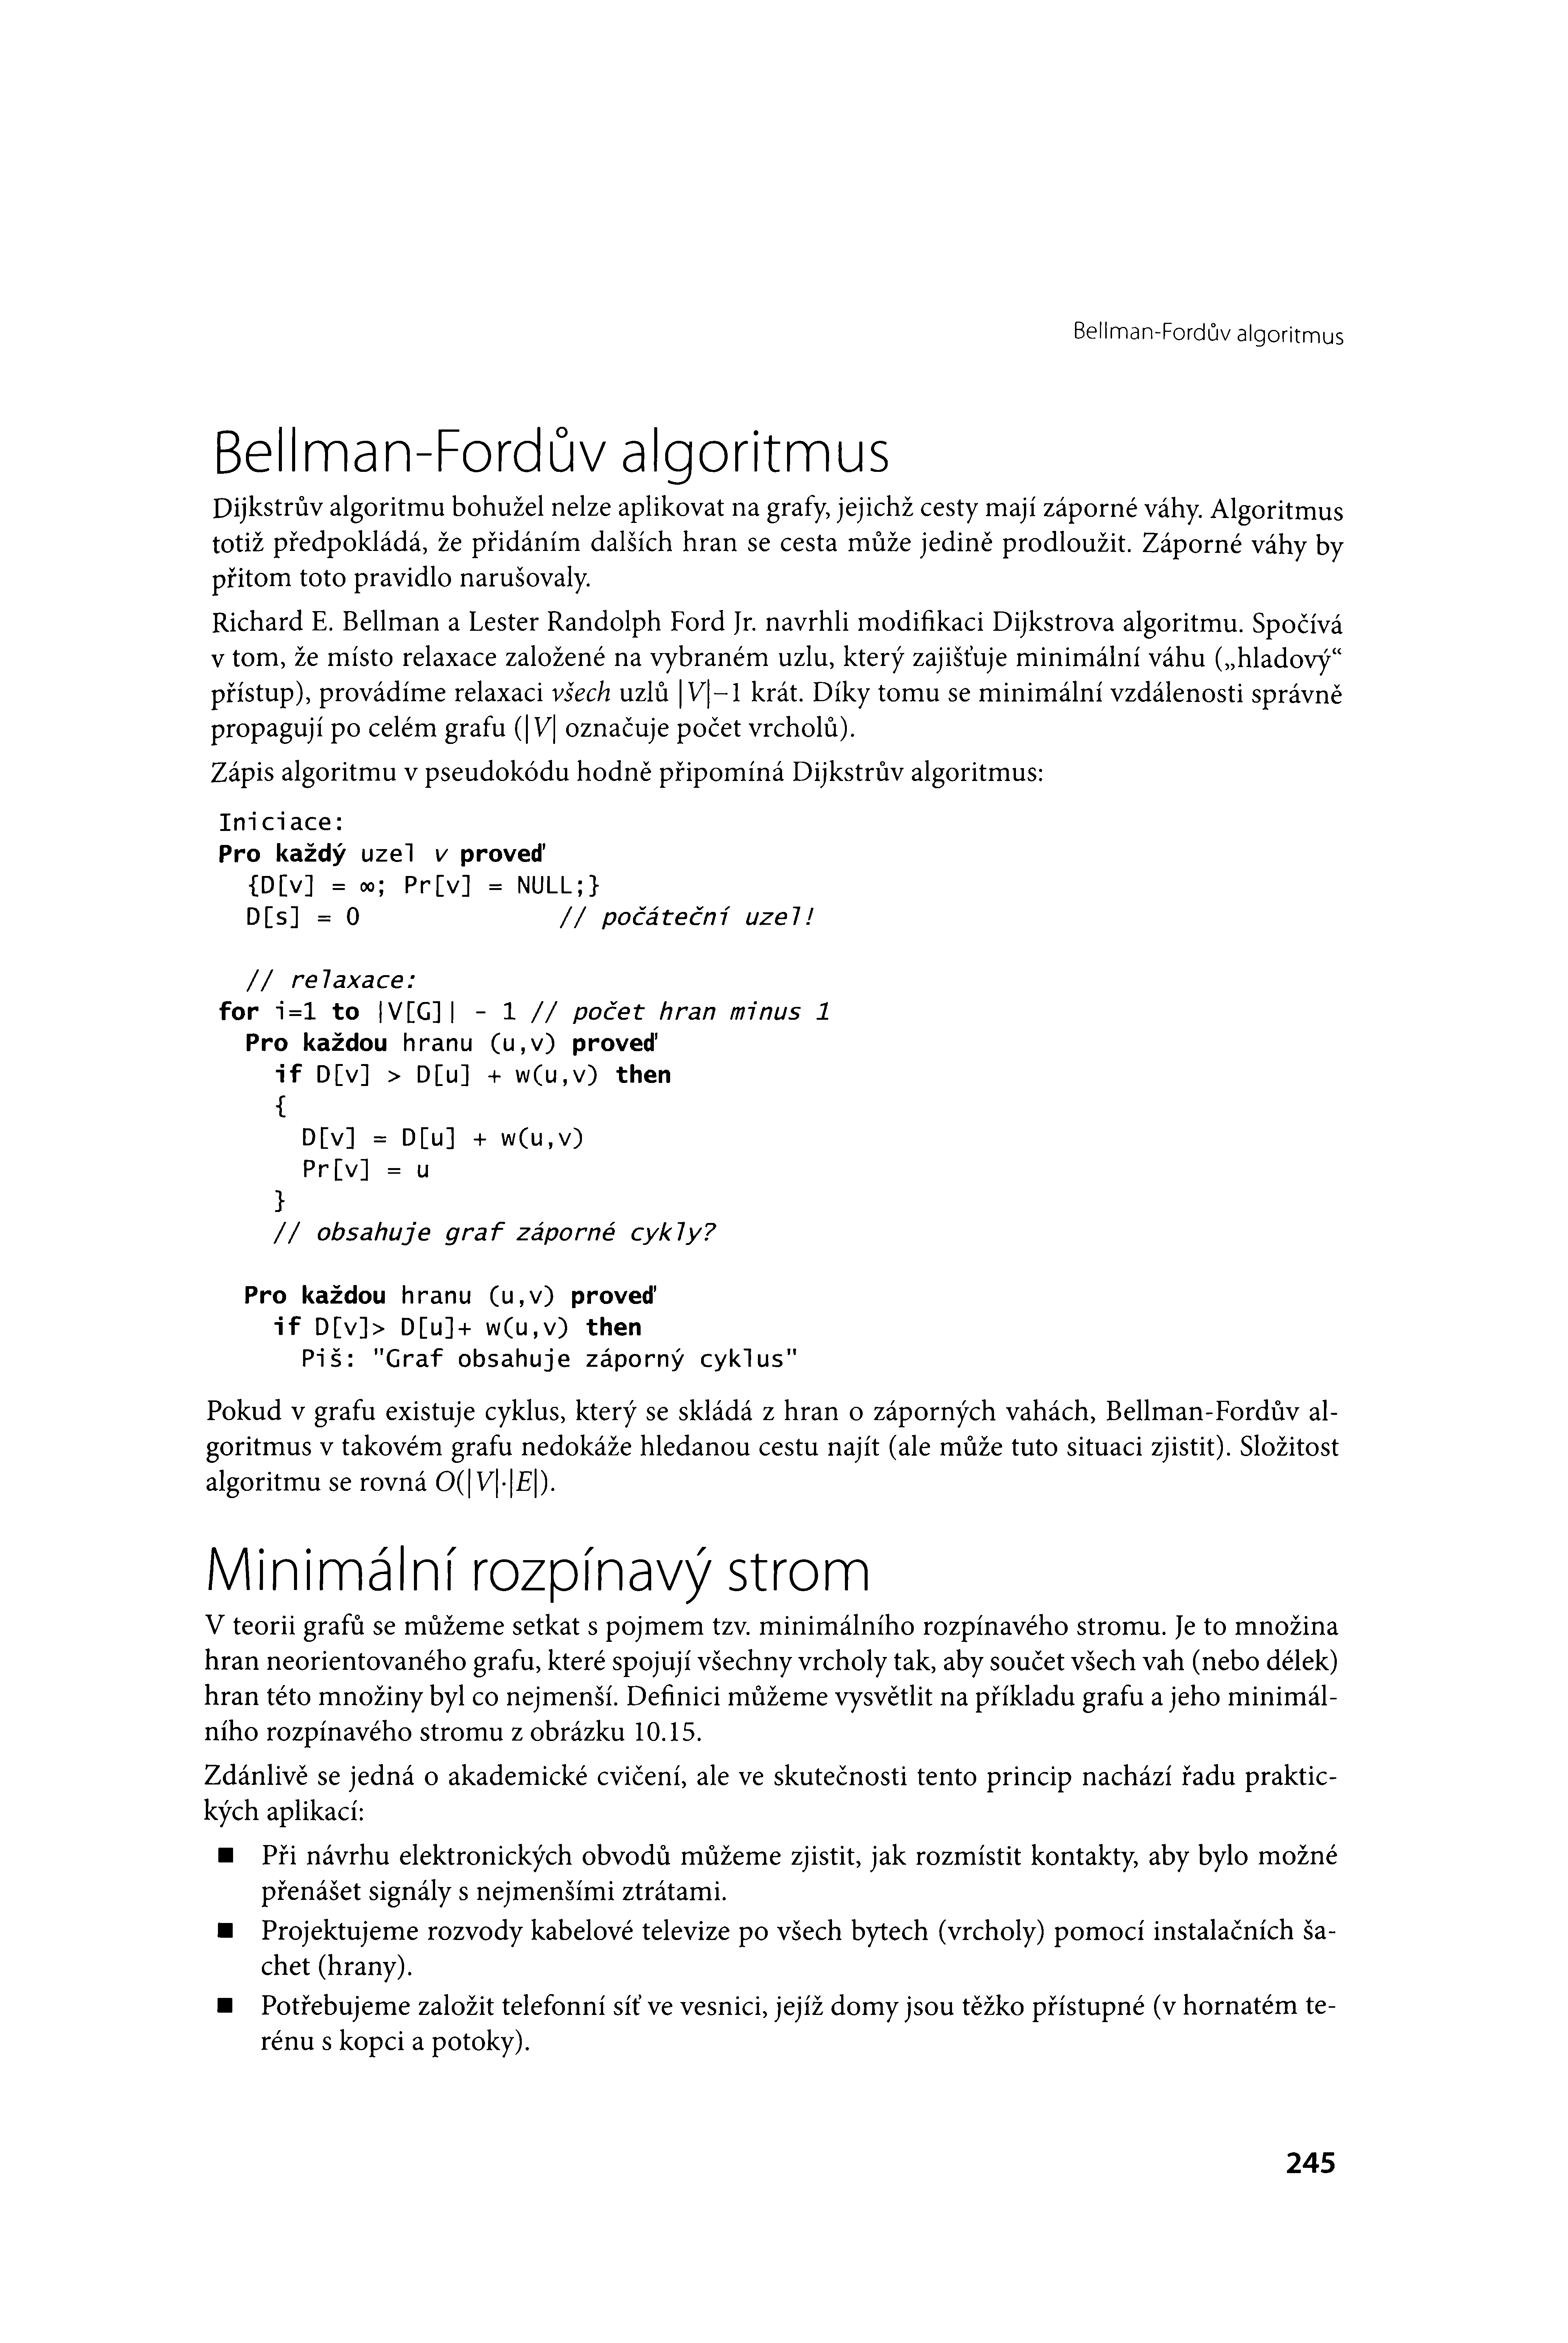 Bellman-Fordův algoritmus
Bellman-Fordův algoritmus
Dijkstrův algoritmu bohužel nelze aplikovat na grafy, jejichž cesty mají záporné váhy. Algoritmus
totiž předpokládá, že přidáním dalších hran se cesta může jedině prodloužit. Záporné váhy by
přitom toto pravidlo narušovaly.
Richard E. Bellman a Lester Randolph Ford Jr. navrhli modifikaci Dijkstrova algoritmu. Spočívá
v tom, že místo relaxace založené na vybraném uzlu, který zajišťuje minimální váhu („hladový“
přístup), provádíme relaxaci všech uzlů |V|−1 krát. Díky tomu se minimální vzdálenosti správně
propagují po celém grafu (|V| označuje počet vrcholů).
Zápis algoritmu v pseudokódu hodně připomíná Dijkstrův algoritmus:
Iniciace:
Pro každý uzel v proveď
{D[v] = ∞; Pr[v] = NULL;}
D[s] = 0 // počáteční uzel!
// relaxace:
for i=1 to |V[G]| - 1 // počet hran minus 1
Pro každou hranu (u,v) proveď
if D[v] > D[u] + w(u,v) then
{
D[v] = D[u] + w(u,v)
Pr[v] = u
}
// obsahuje graf záporné cykly?
Pro každou hranu (u,v) proveď
if D[v]> D[u]+ w(u,v) then
Piš: "Graf obsahuje záporný cyklus"
Pokud v grafu existuje cyklus, který se skládá z hran o záporných vahách, Bellman-Fordův al-
goritmus v takovém grafu nedokáže hledanou cestu najít (ale může tuto situaci zjistit). Složitost
algoritmu se rovná O(|V|·|E|).
Minimální rozpínavý strom
V teorii grafů se můžeme setkat s pojmem tzv. minimálního rozpínavého stromu. Je to množina
hran neorientovaného grafu, které spojují všechny vrcholy tak, aby součet všech vah (nebo délek)
hran této množiny byl co nejmenší. Definici můžeme vysvětlit na příkladu grafu a jeho minimál-
ního rozpínavého stromu z obrázku 10.15.
Zdánlivě se jedná o akademické cvičení, ale ve skutečnosti tento princip nachází řadu praktic-
kých aplikací:
■ Při návrhu elektronických obvodů můžeme zjistit, jak rozmístit kontakty, aby bylo možné
přenášet signály s nejmenšími ztrátami.
■ Projektujeme rozvody kabelové televize po všech bytech (vrcholy) pomocí instalačních ša-
chet (hrany).
■ Potřebujeme založit telefonní síť ve vesnici, jejíž domy jsou těžko přístupné (v hornatém te-
rénu s kopci a potoky).
245